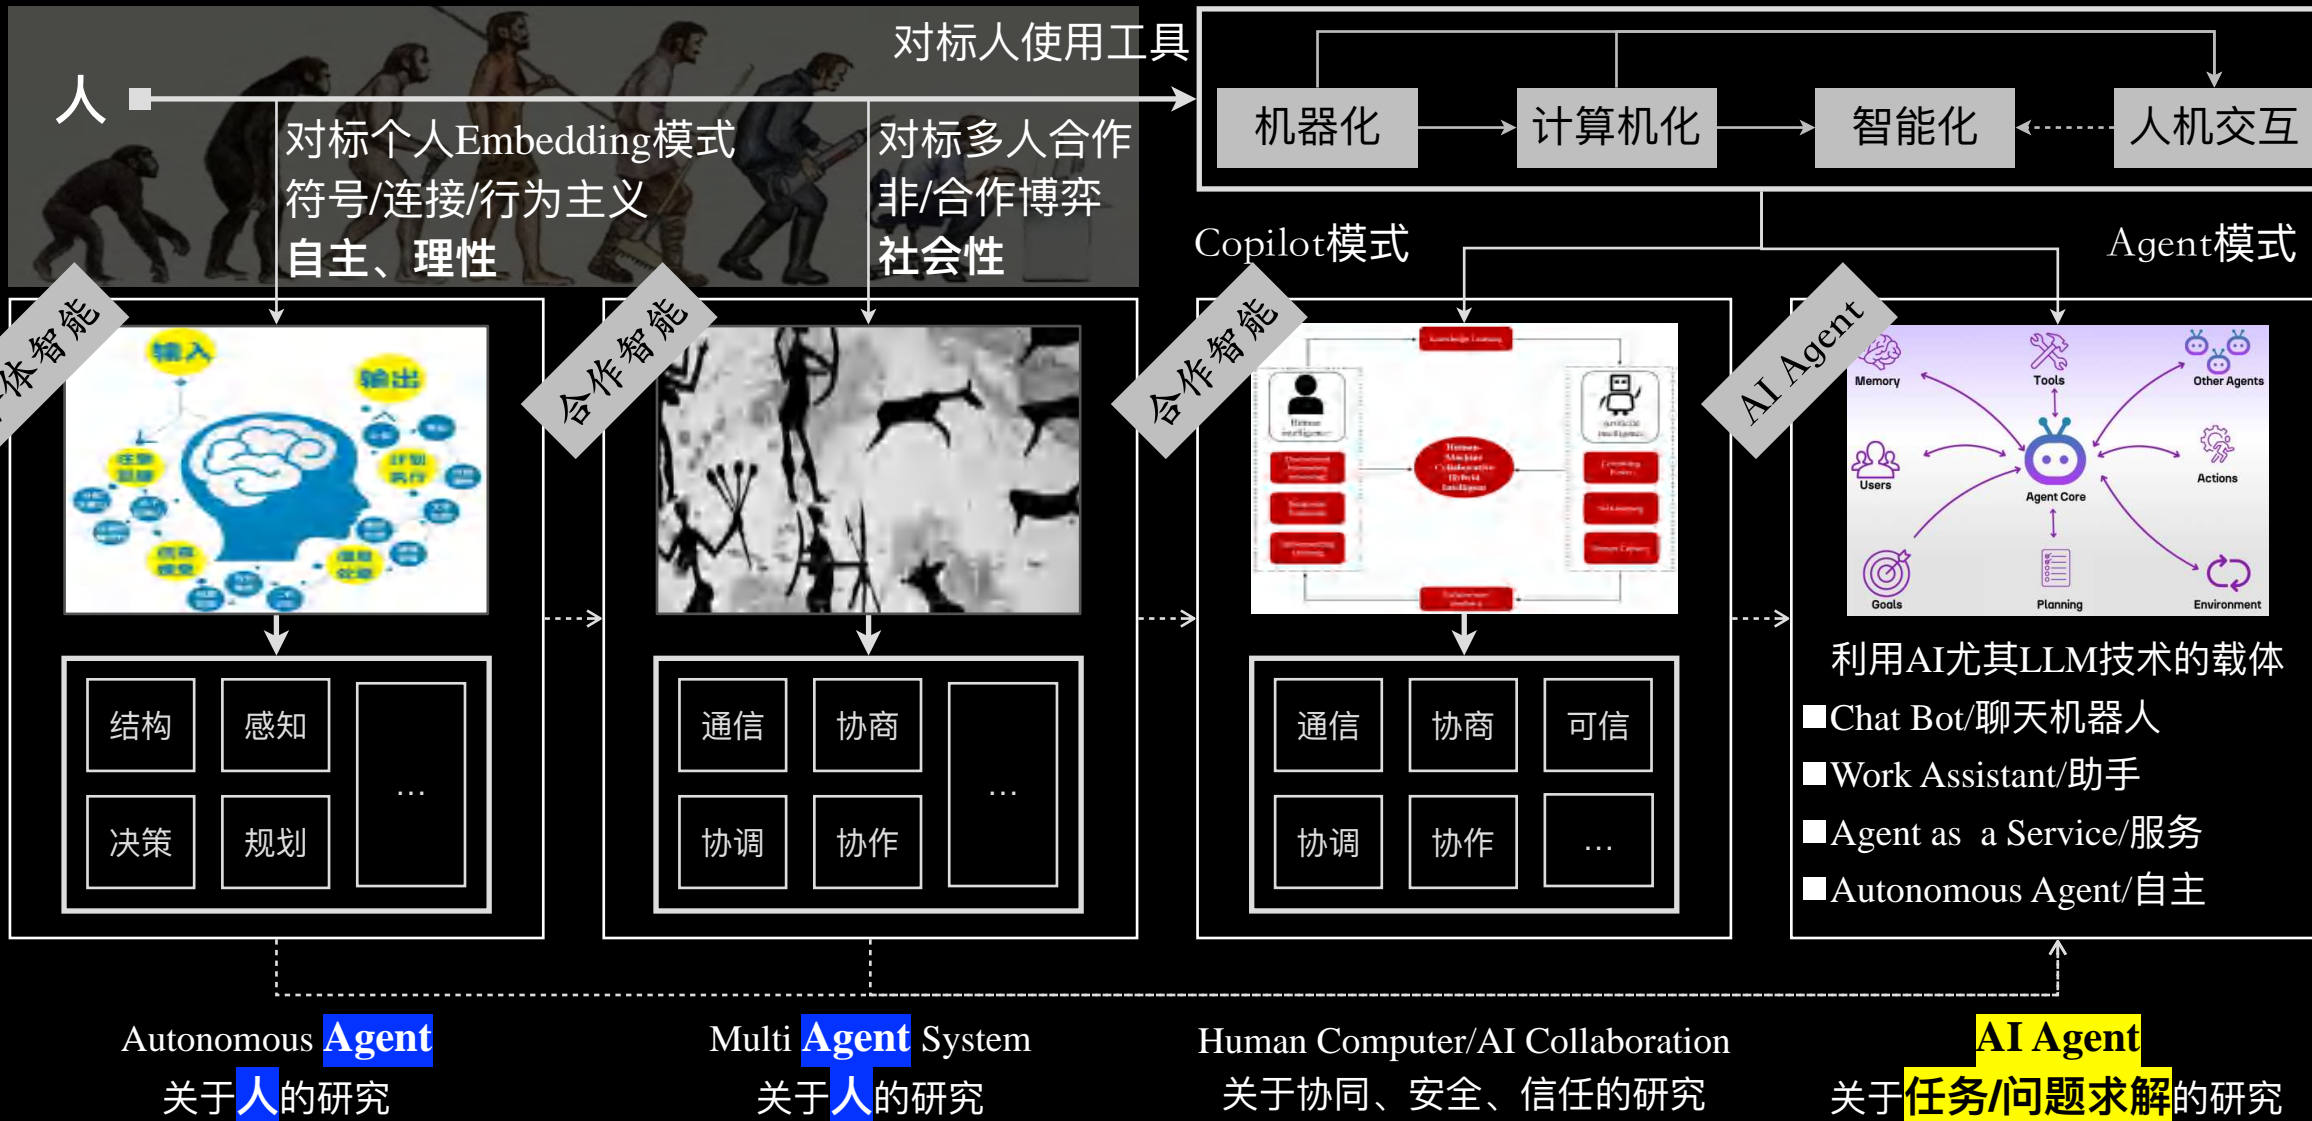 对标人使用工具
人
对标个人Embedding模式
符号/连接/行为主义
自主、理性
对标多人合作
非/合作博弈
社会性
机器化
计算机化
智能化
人机交互
Copilot模式
Agent模式
体智能
输入
输出
结构
感知
…
决策
规划
合作智能
通信
协商
…
协调
协作
合作智能
Knowledge Learning
Human
Intelligence
Artificial
Intelligence
Human-
Machine
Collaborative
Hybrid
Intelligent
通信
协商
可信
协调
协作
…
AI Agent
Memory
Tools
Other Agents
Users
Agent Core
Actions
Goals
Planning
Environment
利用AI尤其LLM技术的载体
■Chat Bot/聊天机器人
■Work Assistant/助手
■Agent as a Service/服务
■Autonomous Agent/自主
Autonomous Agent
关于人的研究
Multi Agent System
关于人的研究
Human Computer/AI Collaboration
关于协同、安全、信任的研究
AI Agent
关于任务/问题求解的研究